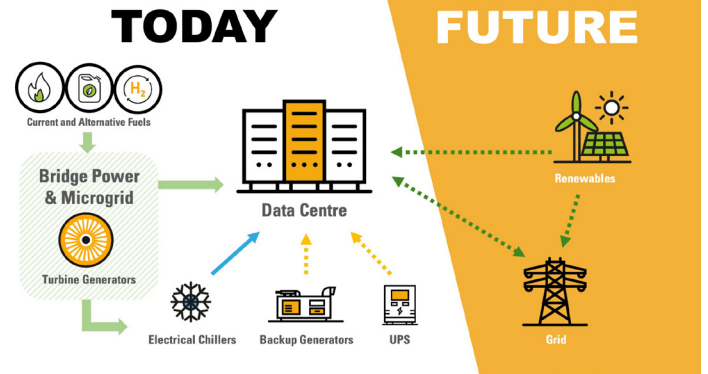 TODAY
FUTURE
H2
Current and Alternative Fuels
Bridge Power
& Microgrid
Turbine Generators
Data Centre
Renewables
Electrical Chillers
Backup Generators
UPS
Grid